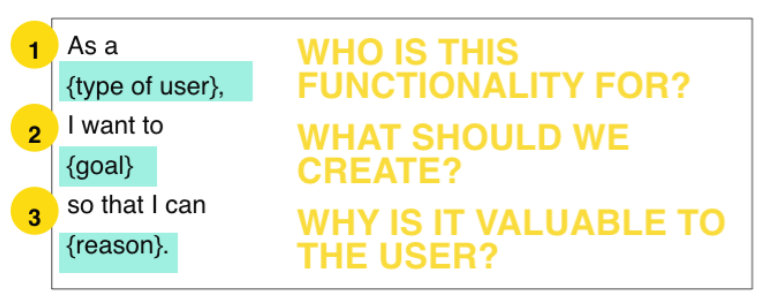 1 As a
{type of user},
WHO IS THIS
FUNCTIONALITY FOR?
2 I want to
{goal}
WHAT SHOULD WE
CREATE?
3 so that I can
{reason}.
WHY IS IT VALUABLE TO
THE USER?